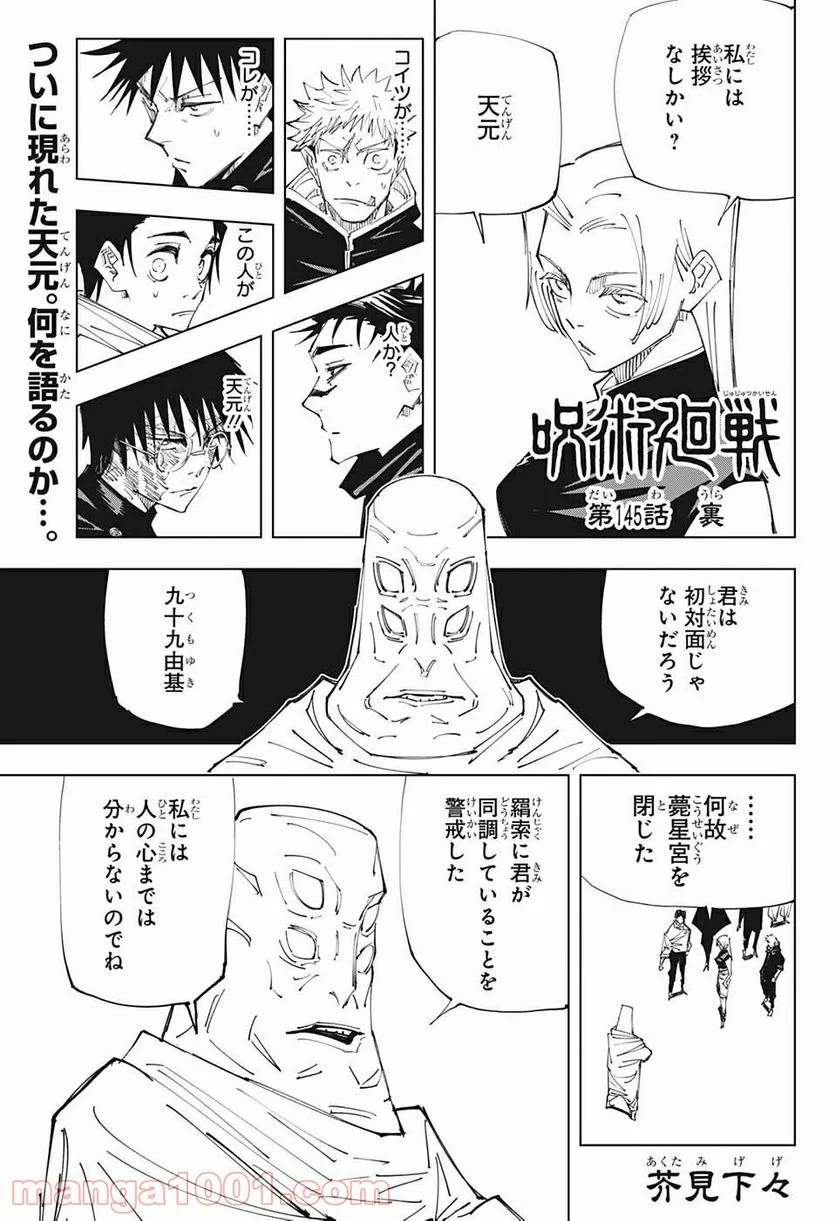 私には
挨拶
なしかい?
天元
呪術廻戦
第145話 裏
コイツが……
コレが……
この人が
人か?
天元!!
ついに現れた天元。何を語るのか…。
君は
初対面じゃ
ないだろう
九十九由基
……
何故
薨星宮を
閉じた
羂索に君が
同調していることを
警戒した
私には
人の心までは
分からないのでね
芥見下々
manga1001.com